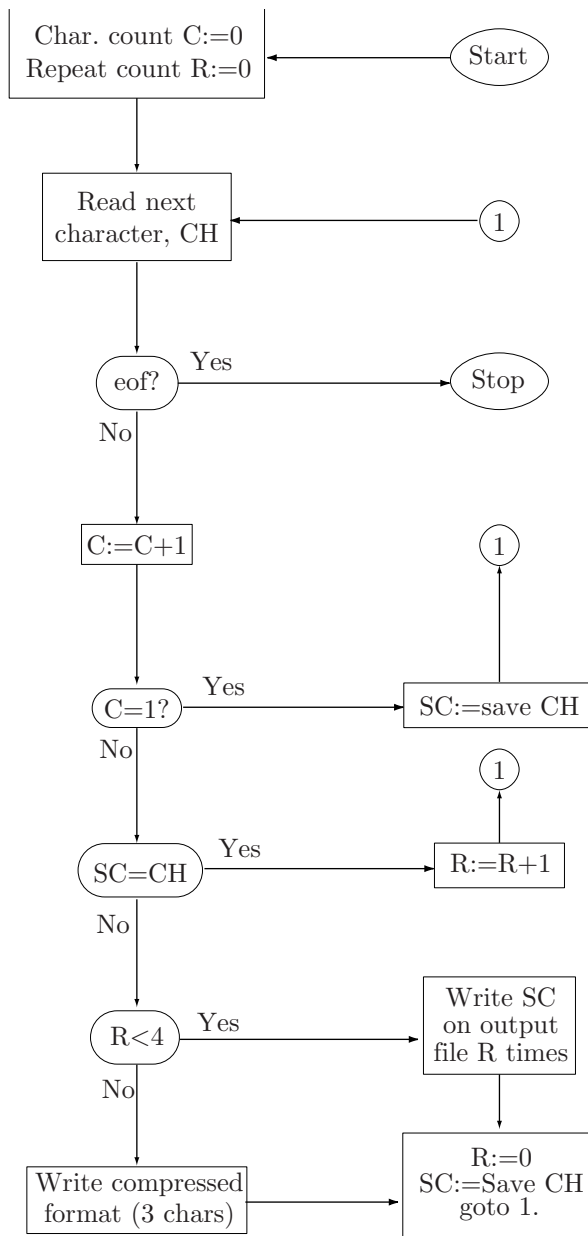 Char. count C:=0
Repeat count R:=0
Start
Read next
character, CH
1
eof?
Yes
Stop
No
C:=C+1
1
C=1?
Yes
SC:=save CH
No
1
SC=CH
Yes
R:=R+1
No
R<4
Yes
Write SC
on output
file R times
No
Write compressed
format (3 chars)
R:=0
SC:=Save CH
goto 1.